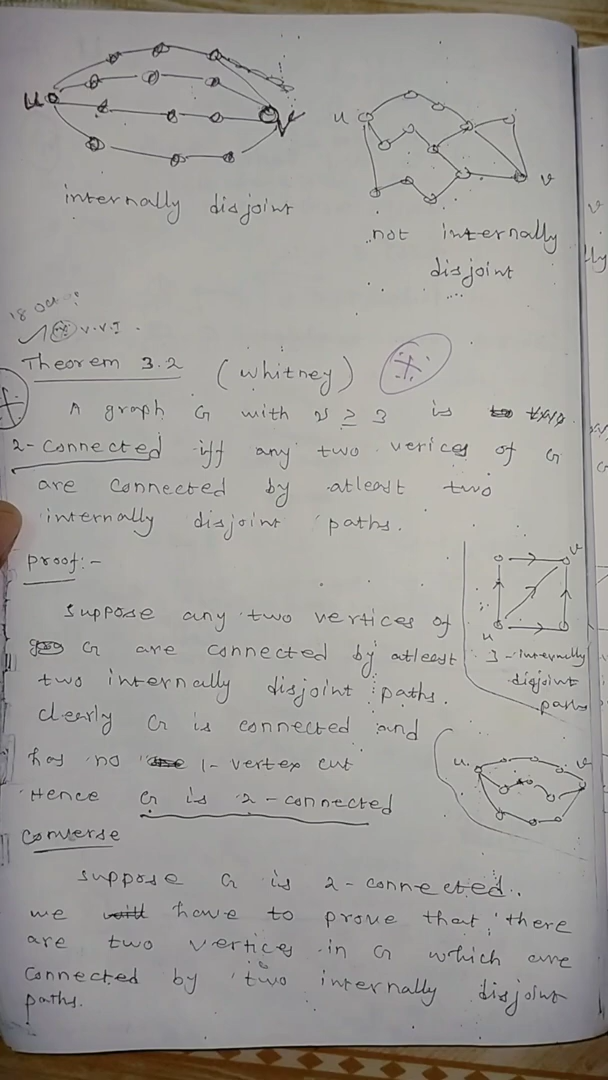 u
v
internally disjoint
u
v
not internally
disjoint
18 Oct
v.v.I.
Theorem 3.2 (Whitney)
A graph G with ν ≥ 3 is
2-connected iff any two verices of G
are connected by atleast two
internally disjoint paths.
proof:-
Suppose any two vertices of
G are connected by atleast
two internally disjoint paths.
clearly G is connected and
has no 1-vertex cut
Hence G is 2-connected
v
u
3-internally
disjoint
paths
u
v
Converse
Suppose G is 2-connected.
we have to prove that there
are two vertices in G which are
connected by two internally disjoint
paths.